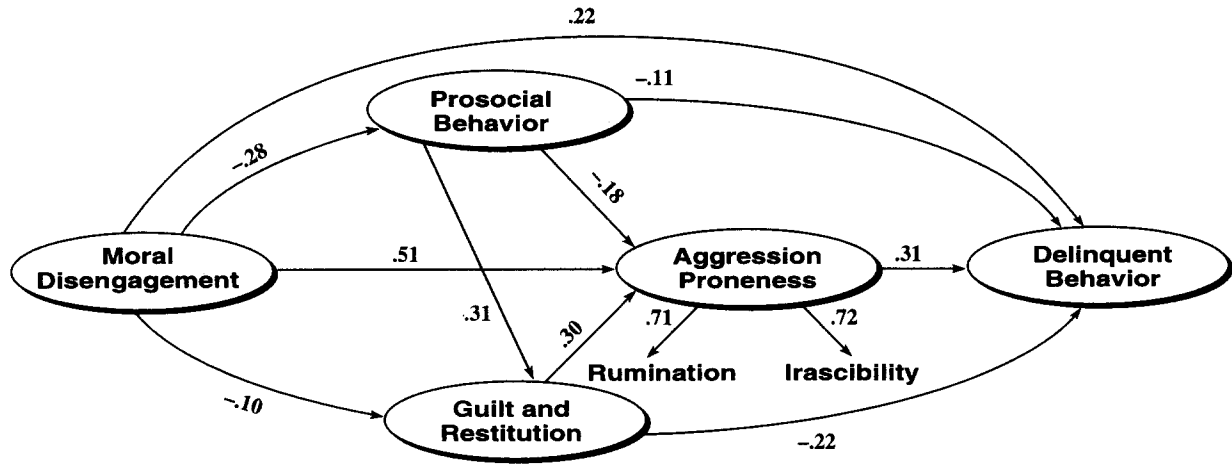 .22
Prosocial
Behavior
–.11
–.28
–.18
Moral
Disengagement
.51
Aggression
Proneness
.31
Delinquent
Behavior
.31
.30
.71
.72
Rumination
Irascibility
–.10
Guilt and
Restitution
–.22